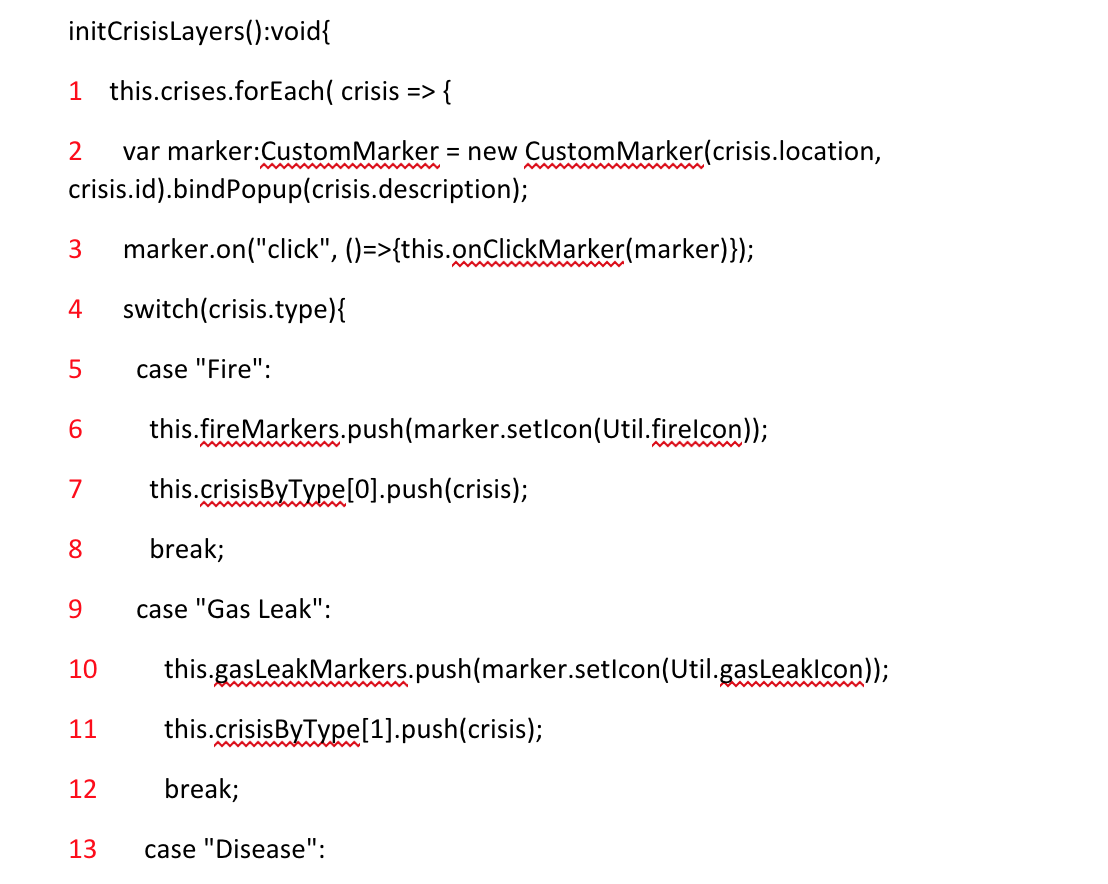 initCrisisLayers():void{
1 this.crises.forEach( crisis => {
2 var marker:CustomMarker = new CustomMarker(crisis.location,
crisis.id).bindPopup(crisis.description);
3 marker.on("click", ()=>{this.onClickMarker(marker)});
4 switch(crisis.type){
5 case "Fire":
6 this.fireMarkers.push(marker.setIcon(Util.fireIcon));
7 this.crisisByType[0].push(crisis);
8 break;
9 case "Gas Leak":
10 this.gasLeakMarkers.push(marker.setIcon(Util.gasLeakIcon));
11 this.crisisByType[1].push(crisis);
12 break;
13 case "Disease":